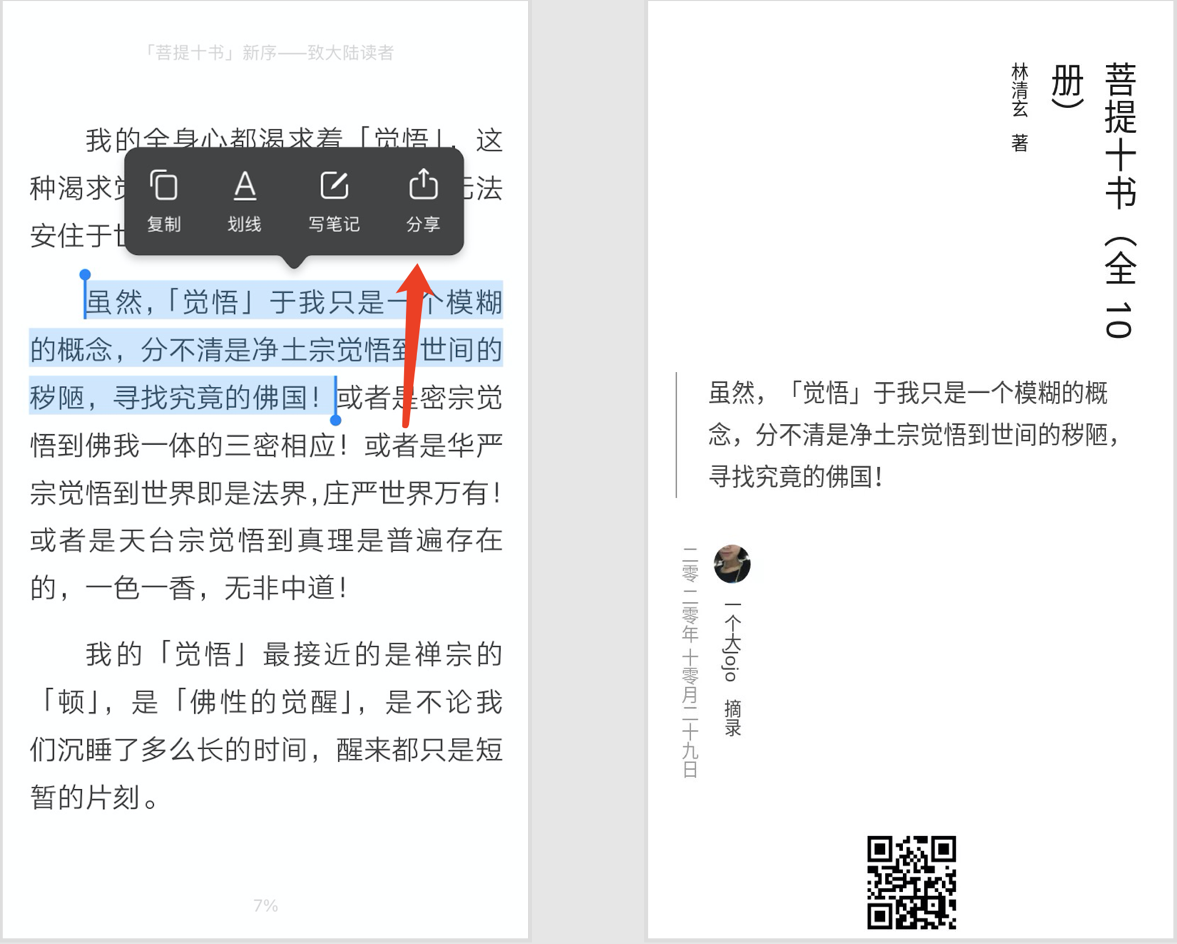 「菩提十书」新序——致大陆读者
我的全身心都渴求着「觉悟」，这
种渴求觉
无法
安住于世
复制
划线
写笔记
分享
虽然，「觉悟」于我只是一个模糊
的概念，分不清是净土宗觉悟到世间的
秽陋，寻找究竟的佛国！或者是密宗觉
悟到佛我一体的三密相应！或者是华严
宗觉悟到世界即是法界，庄严世界万有！
或者是天台宗觉悟到真理是普遍存在
的，一色一香，无非中道！
我的「觉悟」最接近的是禅宗的
「顿」，是「佛性的觉醒」，是不论我
们沉睡了多么长的时间，醒来都只是短
暂的片刻。
7%
菩提十书（全 10
册）
林清玄 著
虽然，「觉悟」于我只是一个模糊的概
念，分不清是净土宗觉悟到世间的秽陋，
寻找究竟的佛国！
一个大Jojo 摘录
二零二零年十零月二十九日